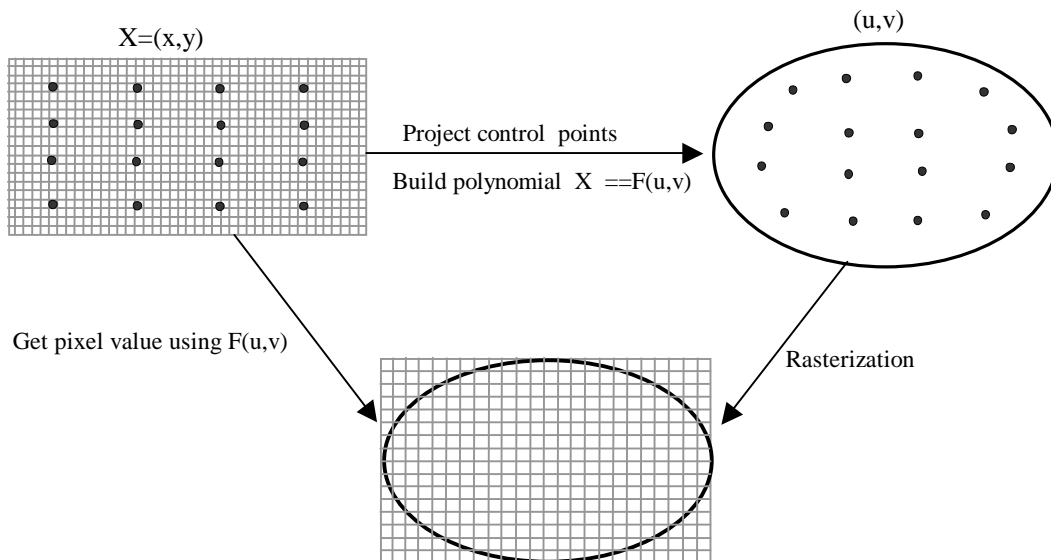 X=(x,y)
(u,v)
Project control points
Build polynomial X ==F(u,v)
Get pixel value using F(u,v)
Rasterization